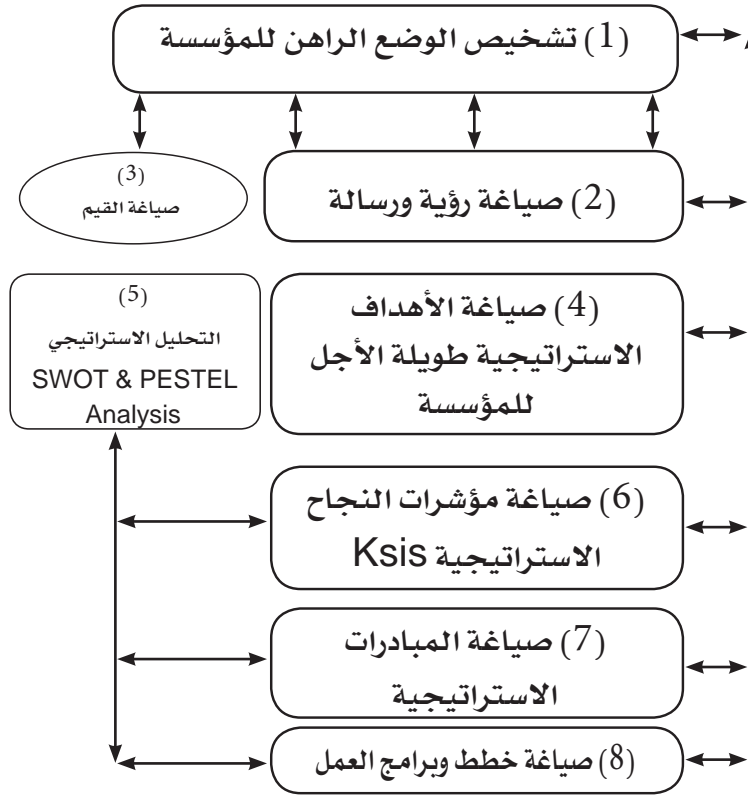 (1) تشخيص الوضع الراهن للمؤسسة
(2) صياغة رؤية ورسالة
(3)
صياغة القيم
(4) صياغة الأهداف
الاستراتيجية طويلة الأجل
للمؤسسة
(5)
التحليل الاستراتيجي
SWOT & PESTEL
Analysis
(6) صياغة مؤشرات النجاح
الاستراتيجية Ksis
(7) صياغة المبادرات
الاستراتيجية
(8) صياغة خطط وبرامج العمل